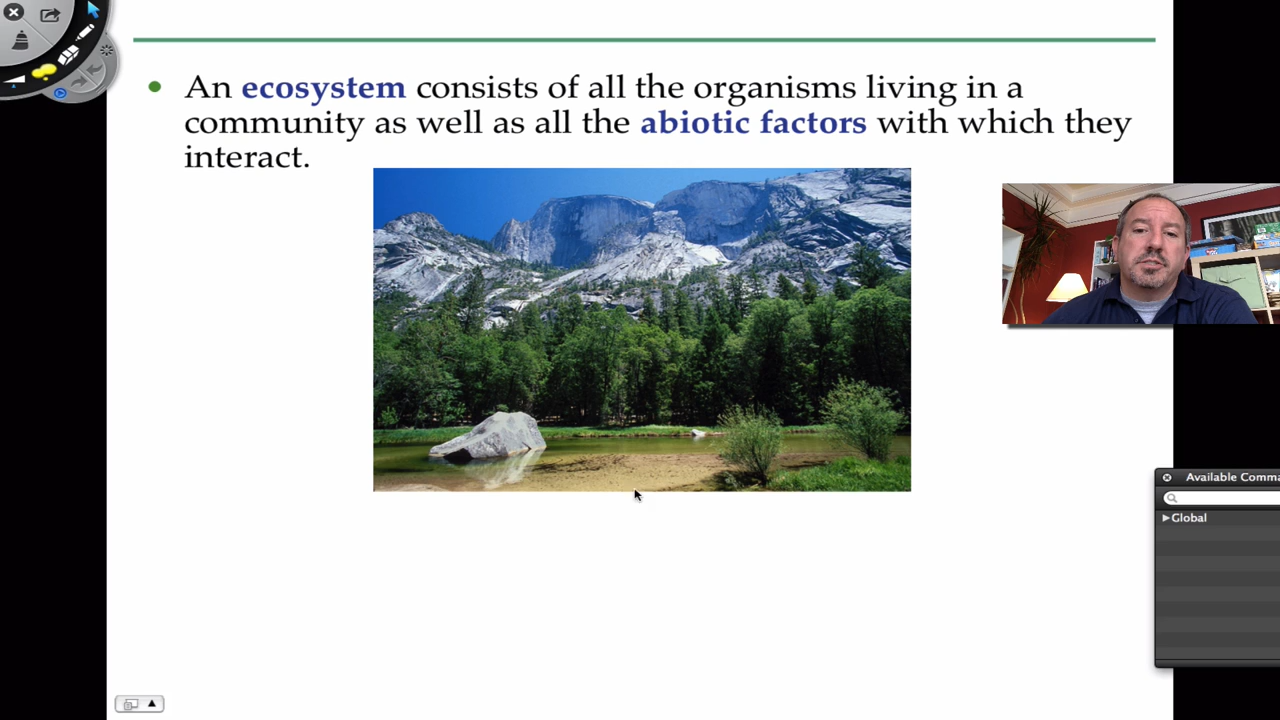 An ecosystem consists of all the organisms living in a
community as well as all the abiotic factors with which they
interact.
Available Comma
Global